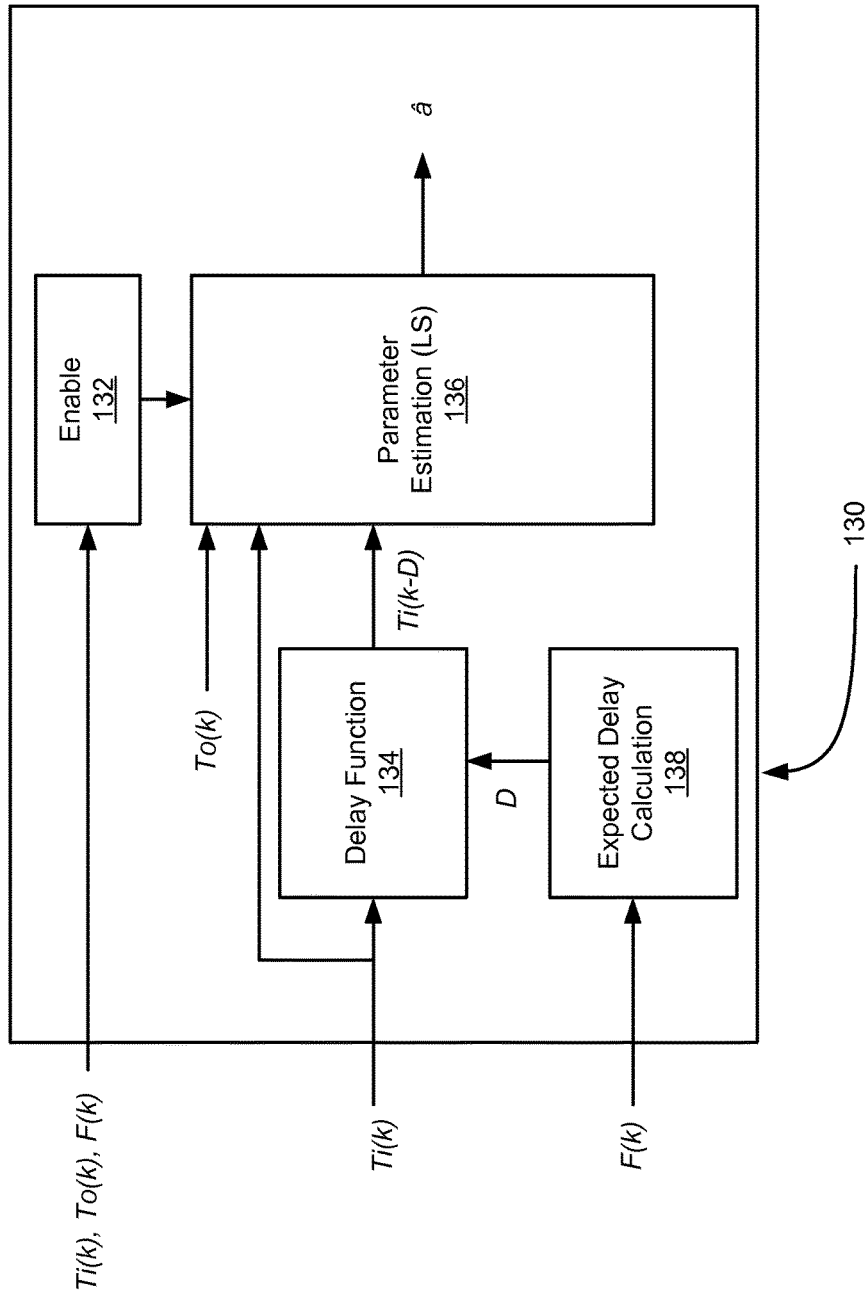 Ti(k), To(k), F(k)
Enable
132
To(k)
Ti(k)
Delay Function
134
Ti(k-D)
Parameter
Estimation (LS)
136
â
D
F(k)
Expected Delay
Calculation
138
130